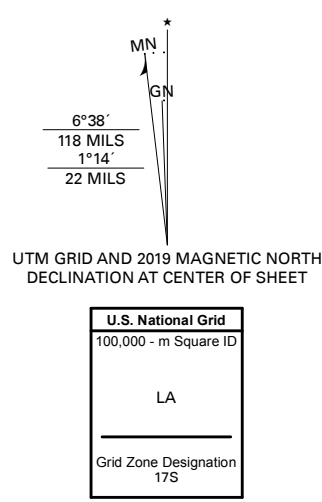 ★
MN
GN
6°38´
118 MILS
1°14´
22 MILS
UTM GRID AND 2019 MAGNETIC NORTH
DECLINATION AT CENTER OF SHEET
U.S. National Grid
100,000 - m Square ID
LA
Grid Zone Designation
17S